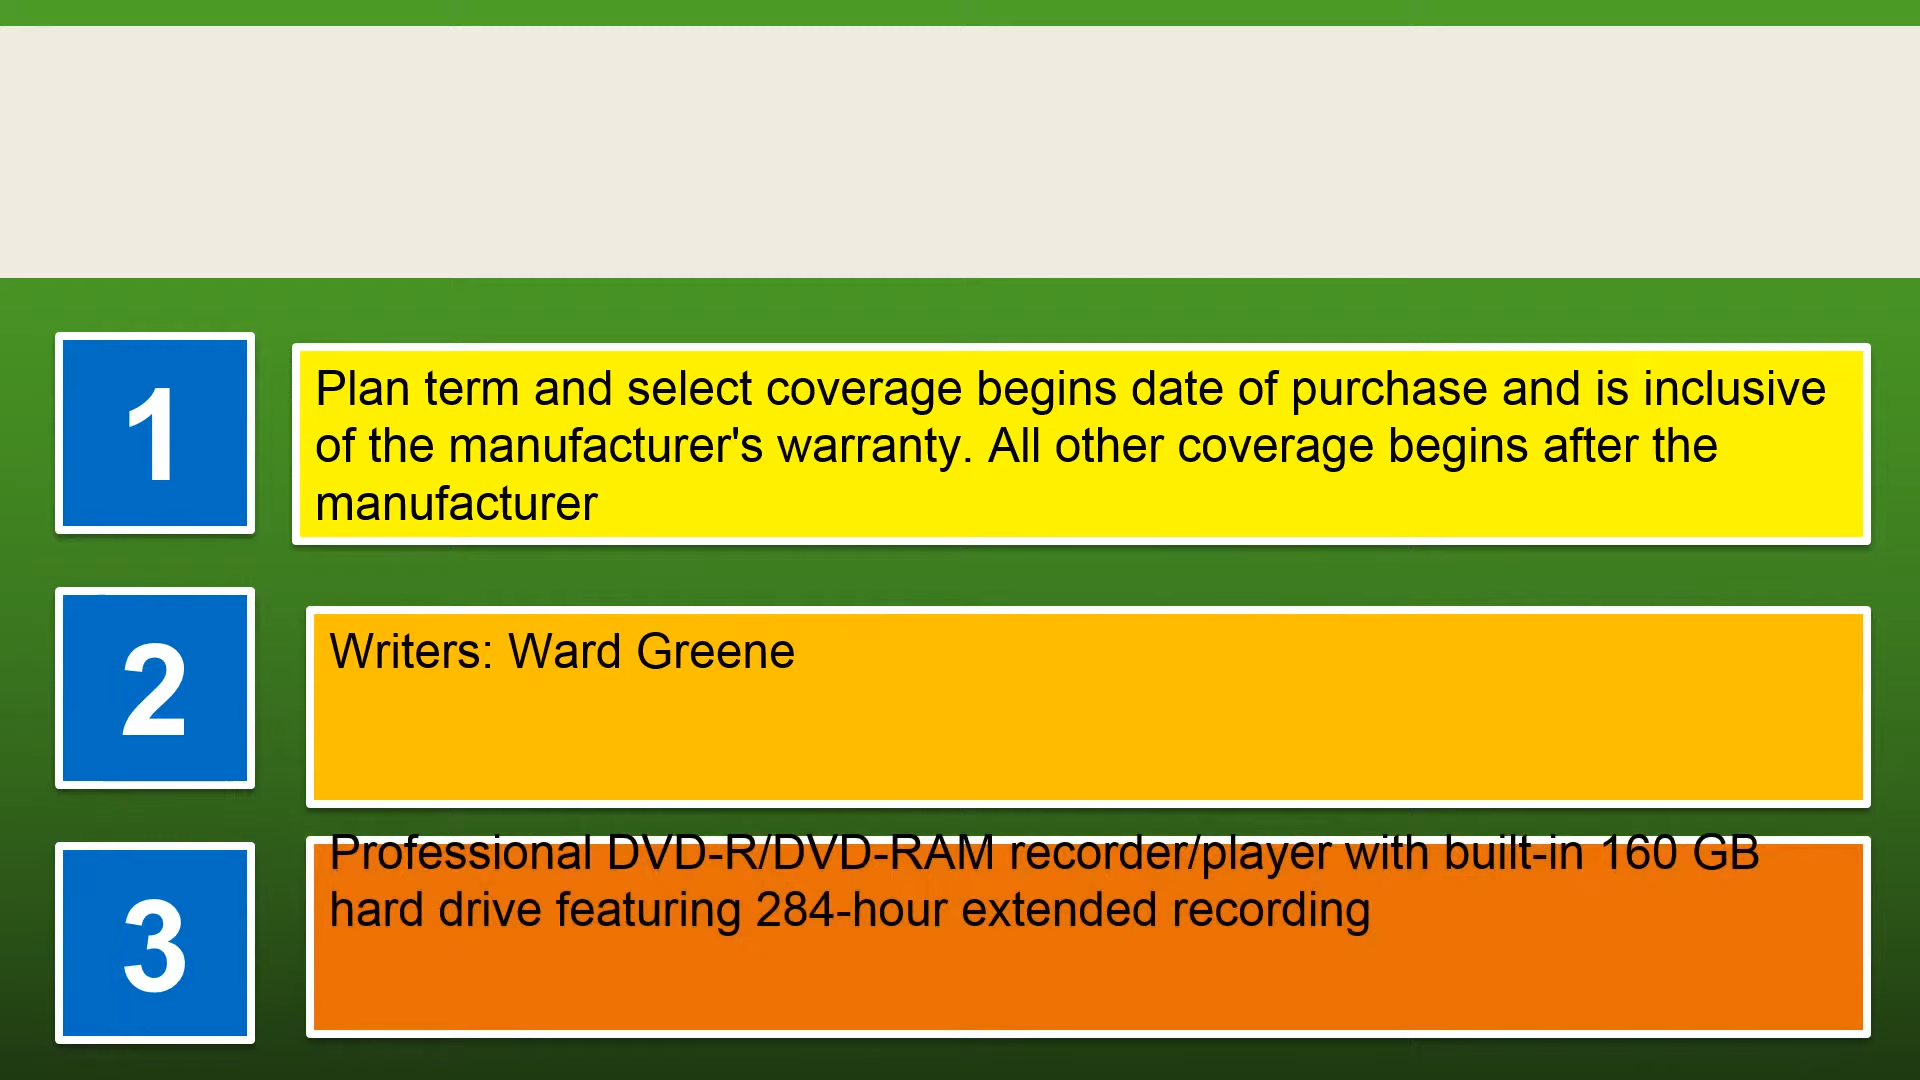 1
Plan term and select coverage begins date of purchase and is inclusive
of the manufacturer's warranty. All other coverage begins after the
manufacturer
2
Writers: Ward Greene
3
Professional DVD-R/DVD-RAM recorder/player with built-in 160 GB
hard drive featuring 284-hour extended recording